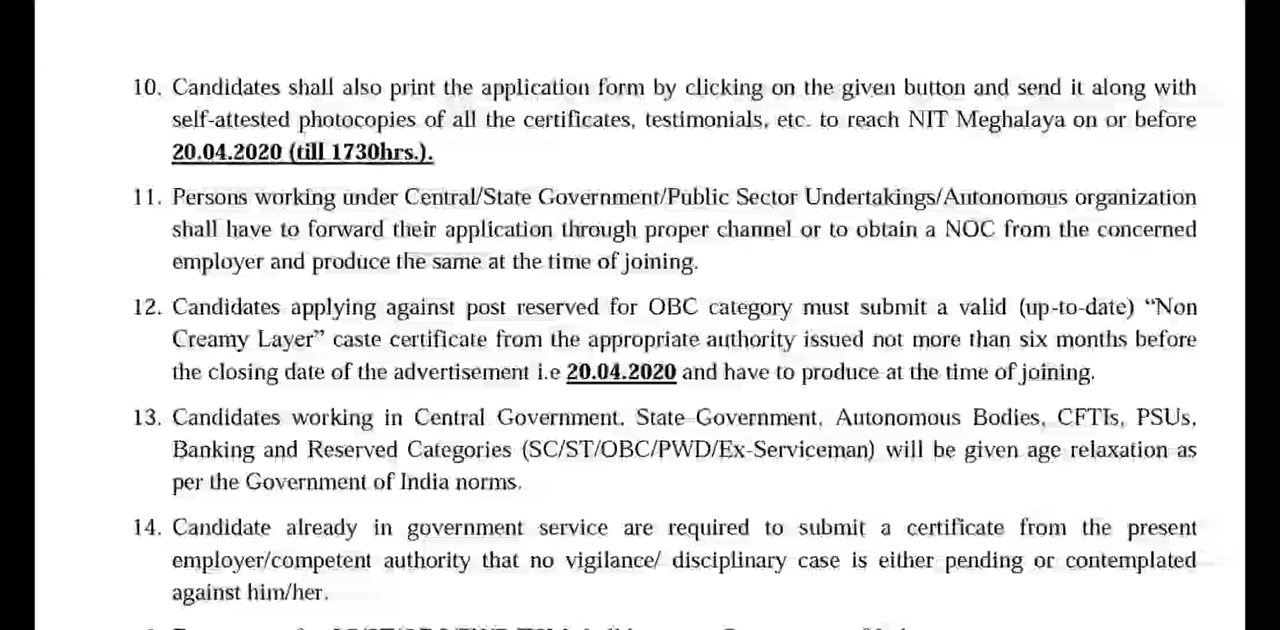 10. Candidates shall also print the application form by clicking on the given button and send it along with
self-attested photocopies of all the certificates, testimonials, etc. to reach NIT Meghalaya on or before
20.04.2020 (till 1730hrs.).
11. Persons working under Central/State Government/Public Sector Undertakings/Autonomous organization
shall have to forward their application through proper channel or to obtain a NOC from the concerned
employer and produce the same at the time of joining.
12. Candidates applying against post reserved for OBC category must submit a valid (up-to-date) “Non
Creamy Layer” caste certificate from the appropriate authority issued not more than six months before
the closing date of the advertisement i.e 20.04.2020 and have to produce at the time of joining.
13. Candidates working in Central Government. State Government, Autonomous Bodies, CFTIs, PSUs,
Banking and Reserved Categories (SC/ST/OBC/PWD/Ex-Serviceman) will be given age relaxation as
per the Government of India norms.
14. Candidate already in government service are required to submit a certificate from the present
employer/competent authority that no vigilance/ disciplinary case is either pending or contemplated
against him/her.